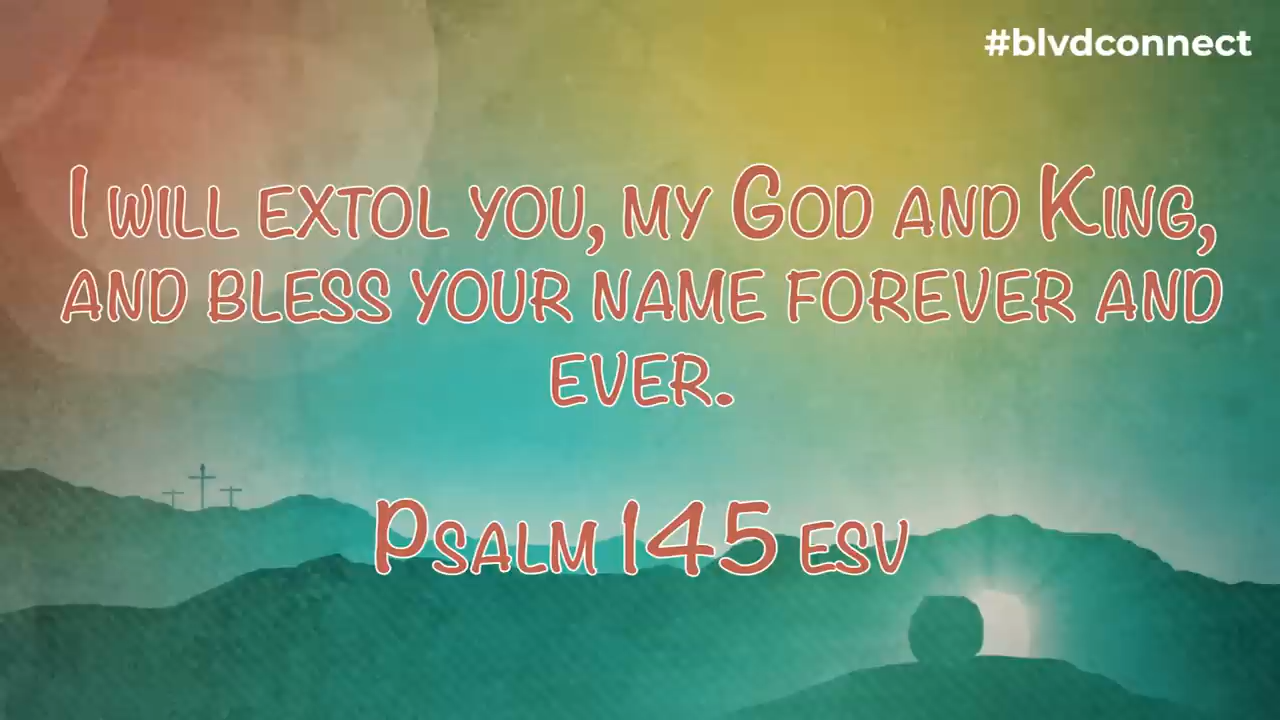 #blvdconnect
I will extol you, my God and King,
and bless your name forever and
ever.
Psalm 145 esv